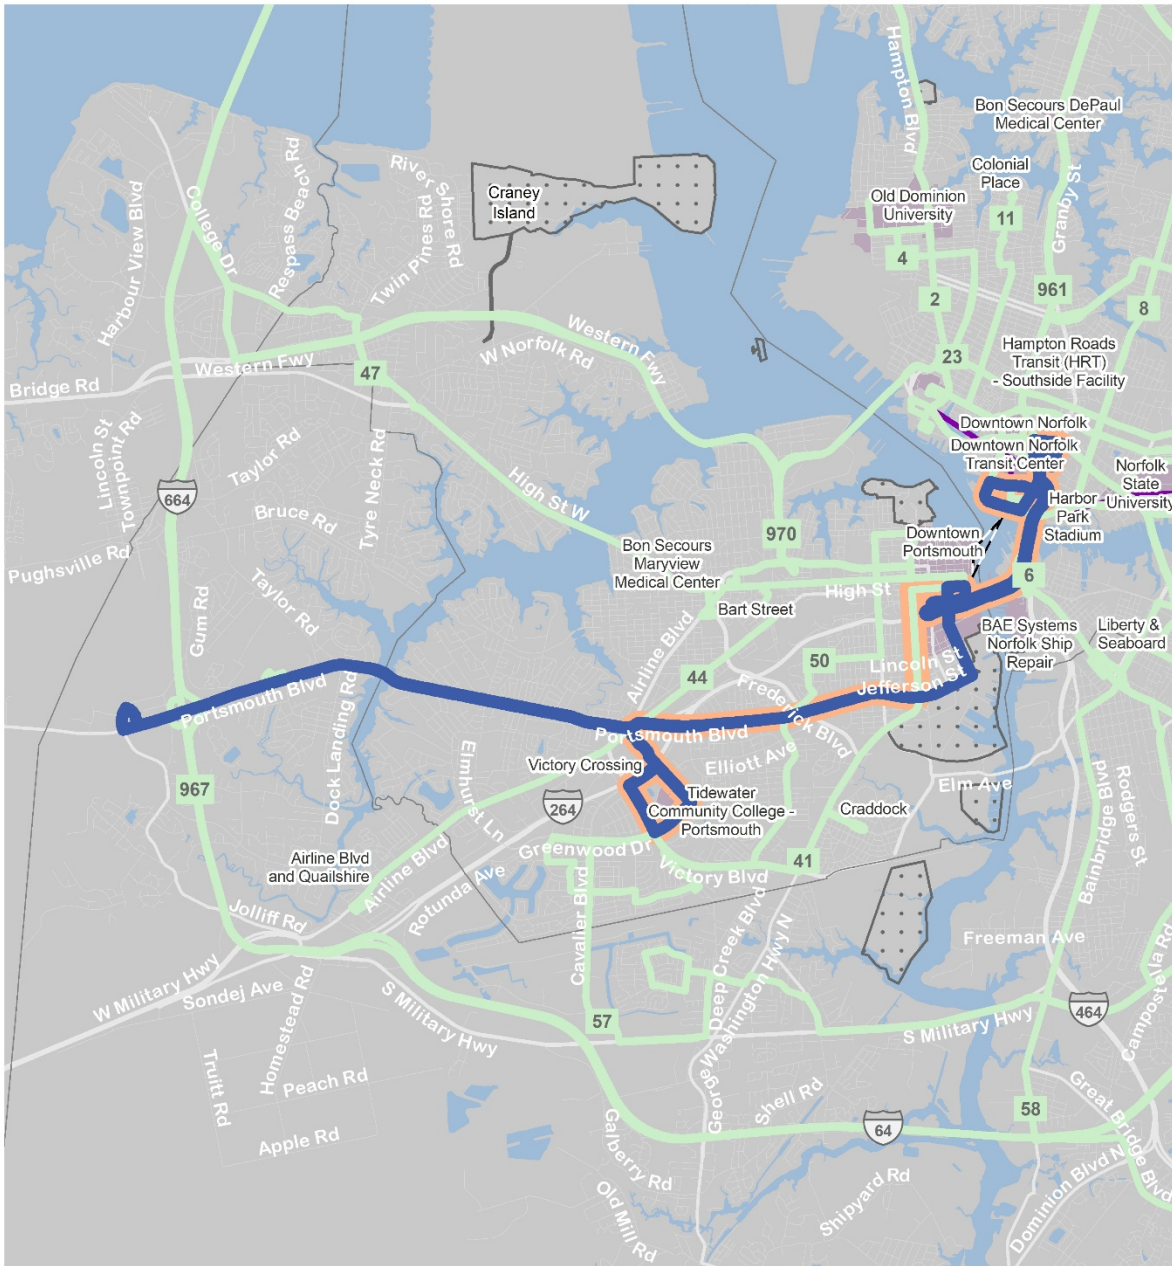 Hampton Blvd
Bon Secours DePaul
Medical Center
Colonial
Place
Granby St
River Shore Rd
Respass Beach Rd
Craney
Island
Harbour View Blvd
College Dr
Twin Pines Rd
Old Dominion
University
11
4
961
2
8
Western Fwy
W Norfolk Rd
Hampton Roads
Transit (HRT)
- Southside Facility
23
Western Fwy
47
Bridge Rd
Lincoln St
Townpoint Rd
Taylor Rd
Tyre Neck Rd
High St W
Downtown Norfolk
Downtown Norfolk
Transit Center
Norfolk
State
University
664
Bruce Rd
Harbor
Park
Stadium
Pughsville Rd
970
Downtown
Portsmouth
Bon Secours
Maryview
Medical Center
Taylor Rd
Gum Rd
High St
6
Bart Street
BAE Systems
Norfolk Ship
Repair
Liberty &
Seaboard
Airline Blvd
50
Lincoln St
Jefferson St
44
Portsmouth Blvd
Dock Landing Rd
Frederick Blvd
Portsmouth Blvd
Elmhurst Ln
Victory Crossing
Elliott Ave
967
264
Tidewater
Community College -
Portsmouth
Craddock
Elm Ave
Bainbridge Blvd
Rodgers St
Greenwood Dr
Airline Blvd
and Quailshire
Airline Blvd
Rotunda Ave
Victory Blvd
41
Jolliff Rd
Cavalier Blvd
Deep Creek Blvd
George Washington Hwy N
Freeman Ave
Campostella Rd
W Military Hwy
Sondej Ave
Homestead Rd
S Military Hwy
57
S Military Hwy
464
Truitt Rd
Peach Rd
Apple Rd
Galberry Rd
Shell Rd
64
58
Great Bridge Blvd
Old Mill Rd
Shipyard Rd
Dominion Blvd N